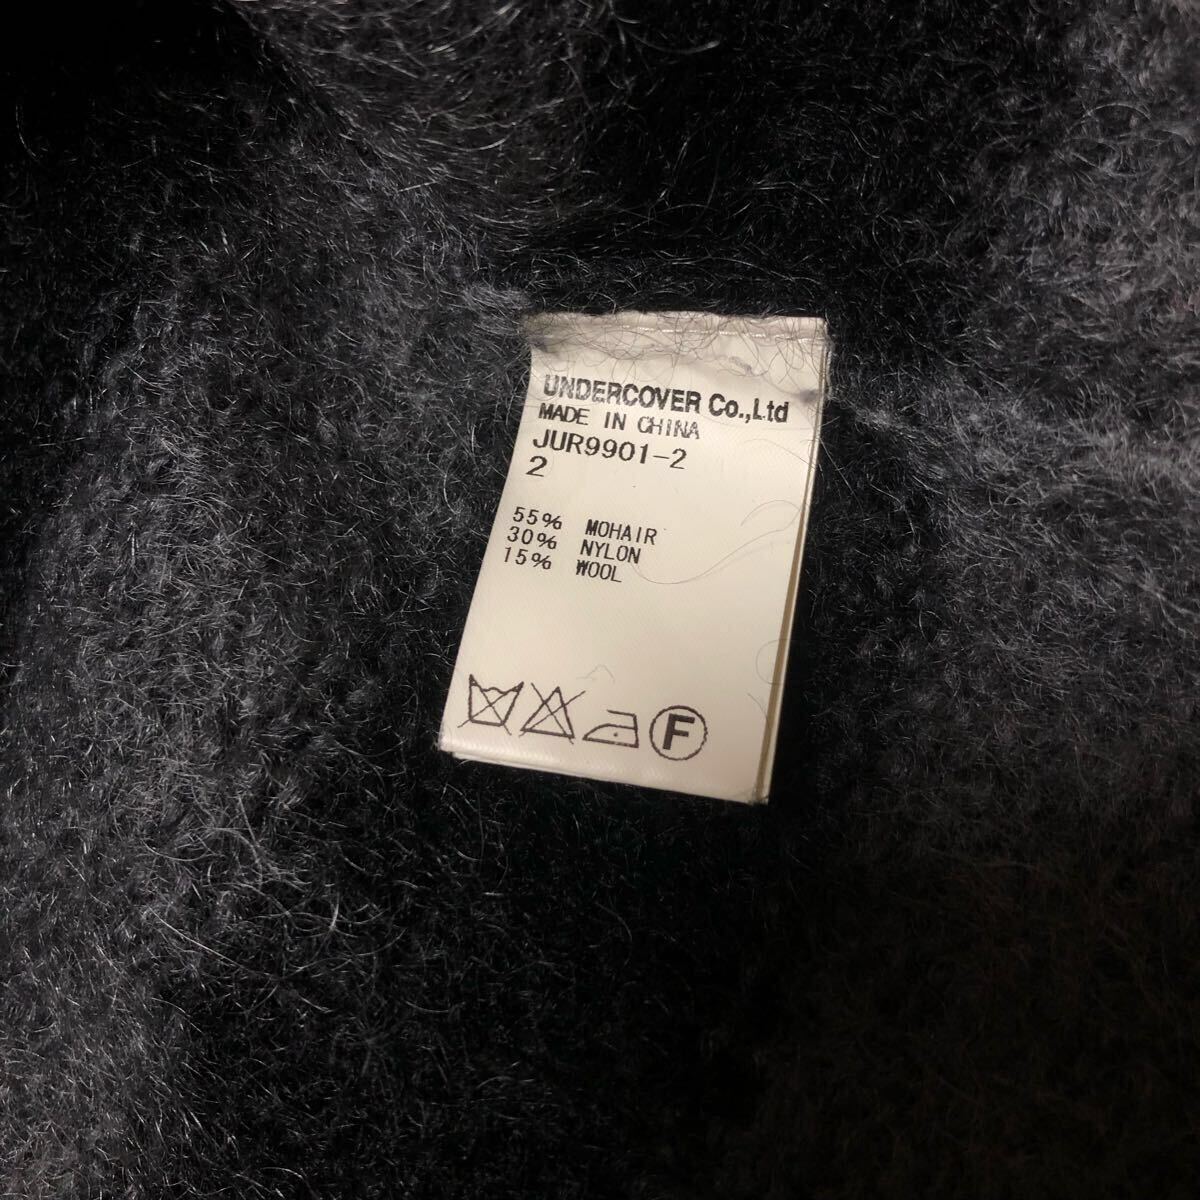 UNDERCOVER Co.,Ltd
MADE IN CHINA
JUR9901-2
2
55% MOHAIR
30% NYLON
15% WOOL
F